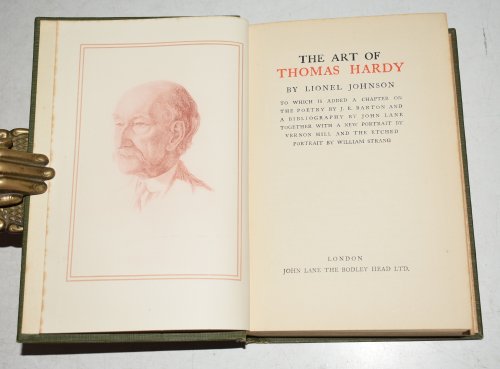 THE ART OF
THOMAS HARDY
BY LIONEL JOHNSON
TO WHICH IS ADDED A CHAPTER ON
THE POETRY BY J. E. BARTON AND
A BIBLIOGRAPHY BY JOHN LANE
TOGETHER WITH A NEW PORTRAIT BY
VERNON HILL AND THE ETCHED
PORTRAIT BY WILLIAM STRANG
LONDON
JOHN LANE THE BODLEY HEAD LTD.